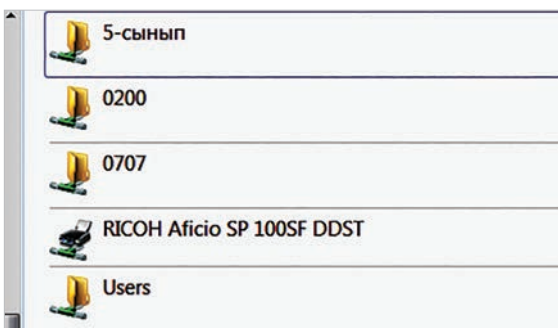 5-сынып
0200
0707
RICOH Aficio SP 100SF DDST
Users